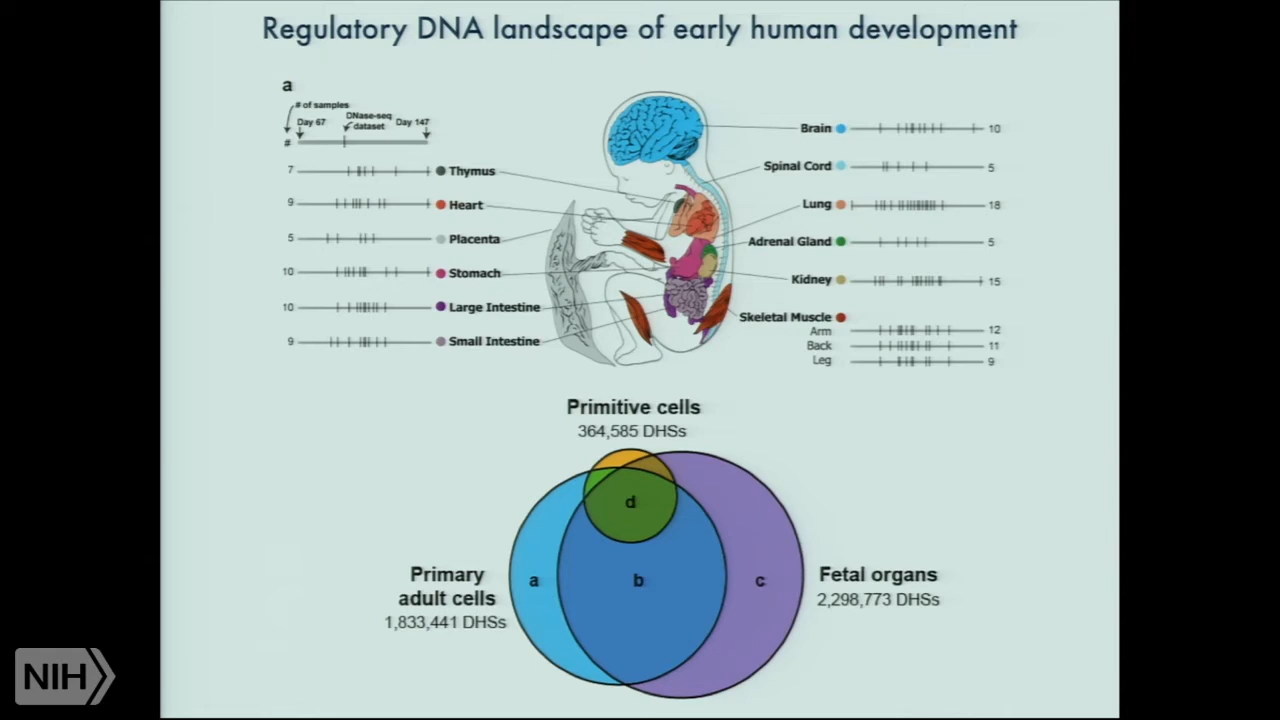 Regulatory DNA landscape of early human development
a
# of samples
Day 67
DNase-seq
dataset
Day 147
#
7 Thymus
9 Heart
5 Placenta
10 Stomach
10 Large Intestine
9 Small Intestine
Brain 10
Spinal Cord 5
Lung 18
Adrenal Gland 5
Kidney 15
Skeletal Muscle
Arm 12
Back 11
Leg 9
Primitive cells
364,585 DHSs
d
Primary
adult cells
1,833,441 DHSs
a
b
c
Fetal organs
2,298,773 DHSs
NIH